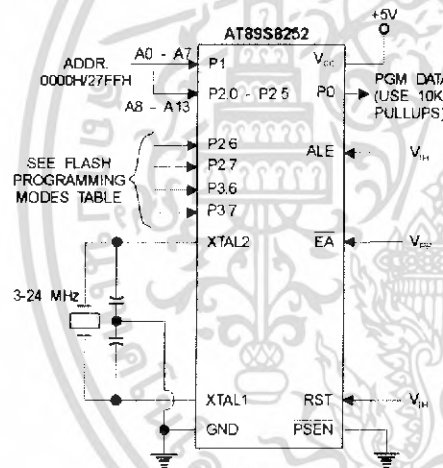 AT89S8252
+5V
ADDR.
0000H/27FFH
A0 - A7
A8 - A13
P1
P2.0 - P2.5
VCC
P0
PGM DATA
(USE 10K
PULLUPS)
ALE
VIH
SEE FLASH
PROGRAMMING
MODES TABLE
P2.6
P2.7
P3.6
P3.7
XTAL2
EA
VPP
3-24 MHz
XTAL1
GND
RST
VIH
PSEN